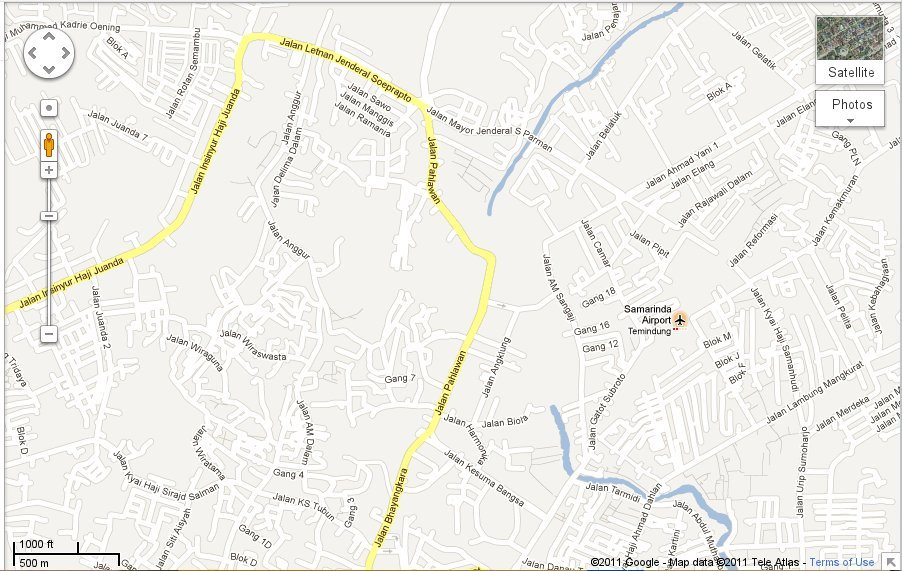 Muhammad Kadrie Oening
Blok A
Jalan Rotan Semambu
Jalan Juanda 7
Jalan Insinyur Haji Juanda
Jalan Letnan Jenderal Soeprapto
Jalan Sawo
Jalan Manggis
Jalan Ramania
Jalan Anggur
Jalan Delima Dalam
Jalan Mayor Jenderal S Parman
Jalan Pahlawan
Jalan Gelatik
Blok A
Jalan Belatuk
Satellite
Photos
Jalan Elang
Gang PLN
Jalan Ahmad Yani 1
Jalan Elang
Jalan Rajawali Dalam
Jalan Kemakmuran
Jalan Reformasi
Jalan Pipit
Jalan Camar
Jalan AM Sangaji
Jalan Anggur
Jalan Insinyur Haji Juanda
Jalan Juanda 2
Gang 18
Samarinda
Airport
Temindung
Gang 16
Gang 12
Blok M
Blok J
Blok F
Jalan Kyai Haji Samanhudi
Jalan Pelita
Jalan Kebahagiaan
Jalan Wiraguna
Jalan Wiraswasta
Gang 7
Jalan Pahlawan
Jalan Angklung
Jalan Gatot Subroto
Jalan Lambung Mangkurat
Jalan Merdeka
Tridaya
Blok D
Jalan AM Dalam
Jalan Wiratama
Jalan Harmonika
Jalan Biola
Jalan Kesuma Bangsa
Jalan Urip Sumoharjo
Jalan Kyai Haji Sirajd Salman
Gang 4
Jalan KS Tubun
Gang 3
Jalan Bhayangkara
Jalan Tarmidi
Haji Ahmad Dahlan
Jalan Abdul
Kartini
Jalan Siti Aisyah
Gang 1D
Blok D
1000 ft
500 m
©2011 Google - Map data ©2011 Tele Atlas - Terms of Use